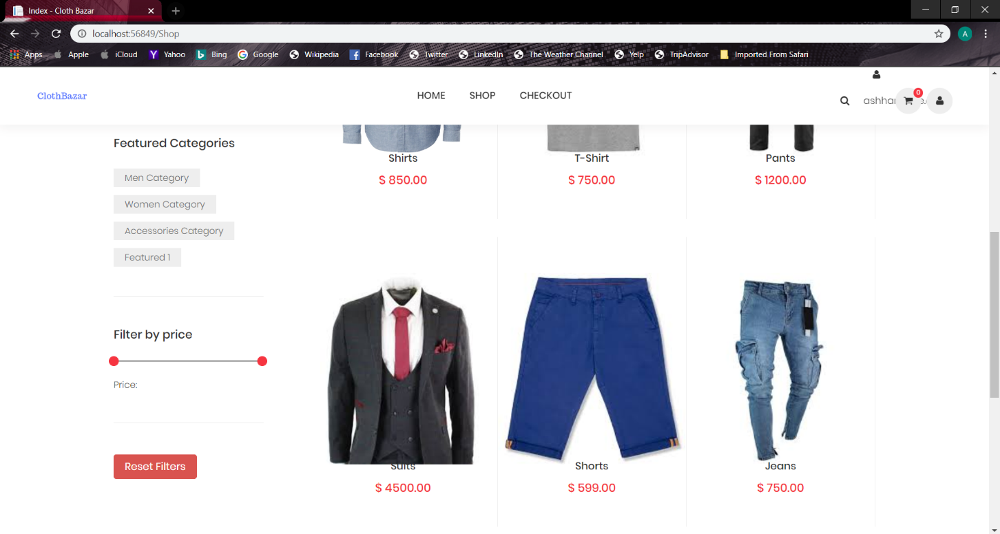 Index - Cloth Bazar
localhost:56849/Shop
A
Apps Apple iCloud Yahoo Bing Google Wikipedia Facebook Twitter LinkedIn The Weather Channel Yelp TripAdvisor Imported From Safari
ClothBazar
HOME SHOP CHECKOUT
0
Featured Categories
Men Category
Women Category
Accessories Category
Featured 1
Filter by price
Price:
Reset Filters
Shirts
$ 850.00
T-Shirt
$ 750.00
Pants
$ 1200.00
Suits
$ 4500.00
Shorts
$ 599.00
Jeans
$ 750.00